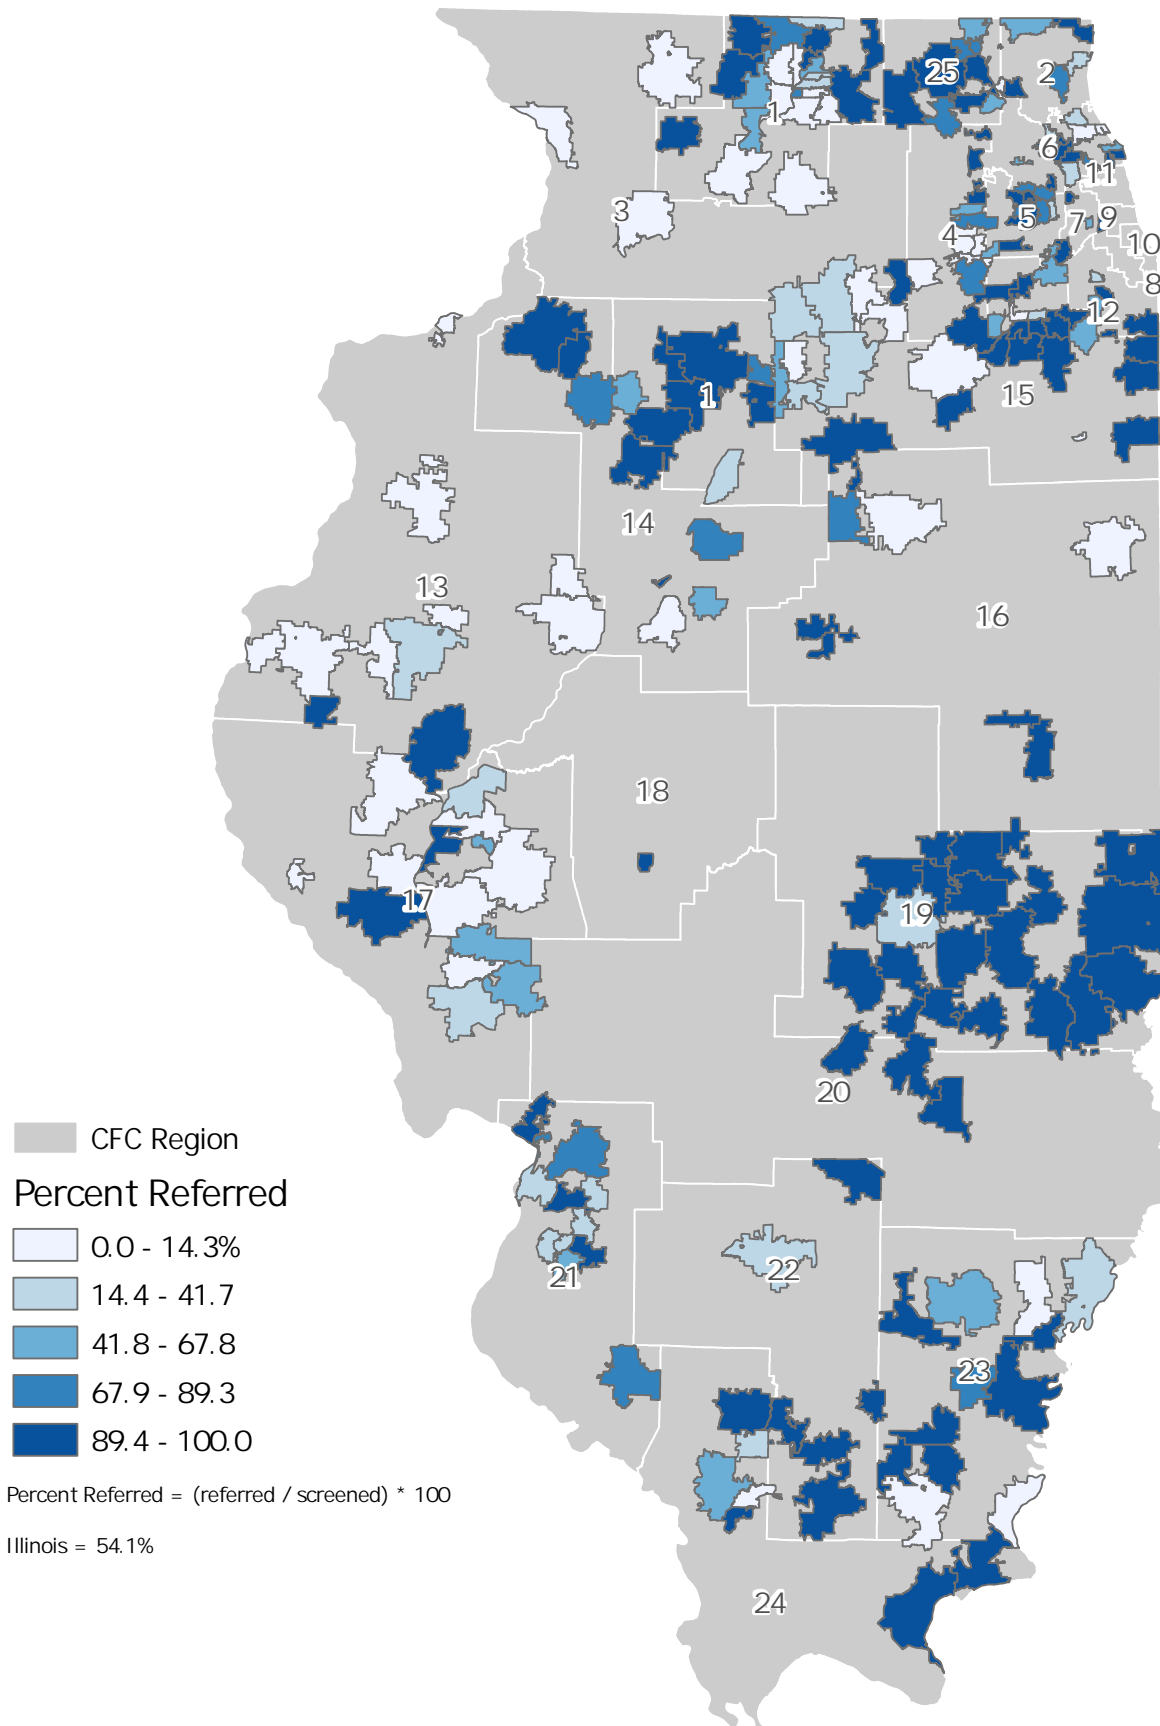 25
2
1
6
11
3
5
7
9
4
10
8
12
1
15
14
13
16
18
17
19
20
CFC Region
Percent Referred
0.0 - 14.3%
14.4 - 41.7
41.8 - 67.8
67.9 - 89.3
89.4 - 100.0
22
21
23
Percent Referred = (referred / screened) * 100
Illinois = 54.1%
24